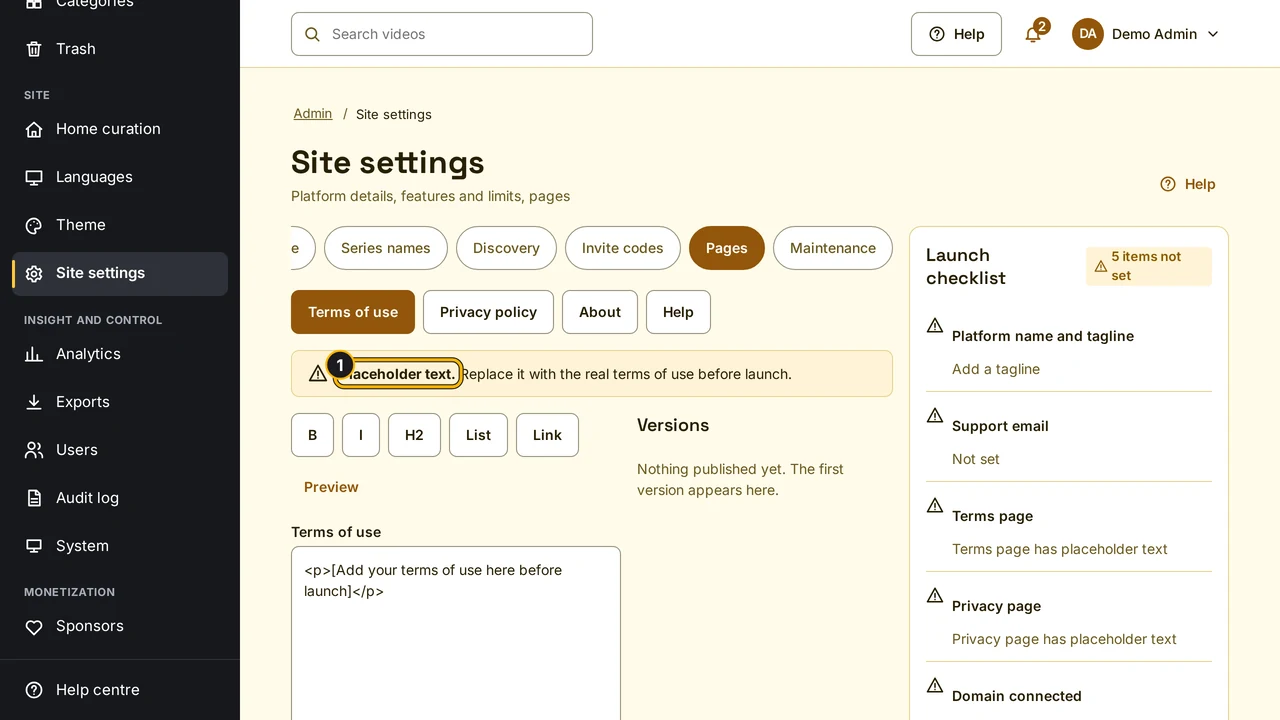 Categories
Trash
SITE
Home curation
Languages
Theme
Site settings
INSIGHT AND CONTROL
Analytics
Exports
Users
Audit log
System
MONETIZATION
Sponsors
Help centre
Search videos
Help
2
DA
Demo Admin
Admin / Site settings
Site settings
Platform details, features and limits, pages
Help
e
Series names
Discovery
Invite codes
Pages
Maintenance
Terms of use
Privacy policy
About
Help
1
laceholder text. Replace it with the real terms of use before launch.
B
I
H2
List
Link
Preview
Terms of use
<p>[Add your terms of use here before
launch]</p>
Versions
Nothing published yet. The first
version appears here.
Launch
checklist
5 items not
set
Platform name and tagline
Add a tagline
Support email
Not set
Terms page
Terms page has placeholder text
Privacy page
Privacy page has placeholder text
Domain connected